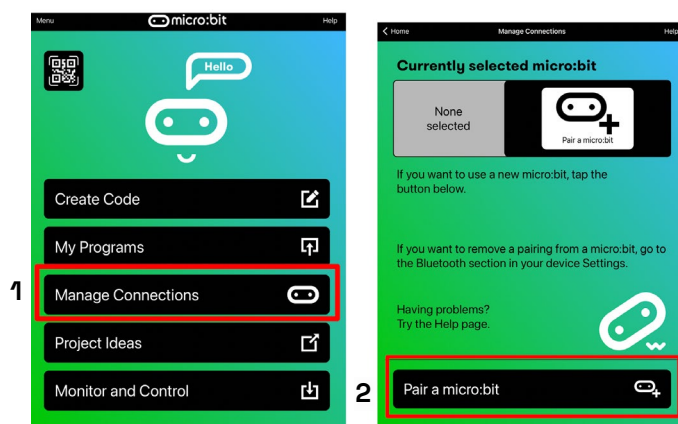 Menu
micro:bit
Help
Hello
Create Code
My Programs
1
Manage Connections
Project Ideas
Monitor and Control
Home
Manage Connections
Help
Currently selected micro:bit
None
selected
Pair a micro:bit
If you want to use a new micro:bit, tap the
button below.
If you want to remove a pairing from a micro:bit, go to
the Bluetooth section in your device Settings.
Having problems?
Try the Help page.
2
Pair a micro:bit